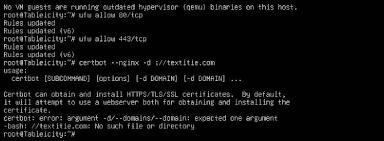 No VM guests are running outdated hypervisor (qemu) binaries on this host.
root@Tableicity:~# ufw allow 80/tcp
Rules updated
Rules updated (v6)
root@Tableicity:~# ufw allow 443/tcp
Rules updated
Rules updated (v6)
root@Tableicity:~# certbot --nginx -d ://textitie.com
usage:
certbot [SUBCOMMAND] [options] [-d DOMAIN] [-d DOMAIN] ...
Certbot can obtain and install HTTPS/TLS/SSL certificates. By default,
it will attempt to use a webserver both for obtaining and installing the
certificate.
certbot: error: argument -d/--domains/--domain: expected one argument
-bash: ://textitie.com: No such file or directory
root@Tableicity:~#